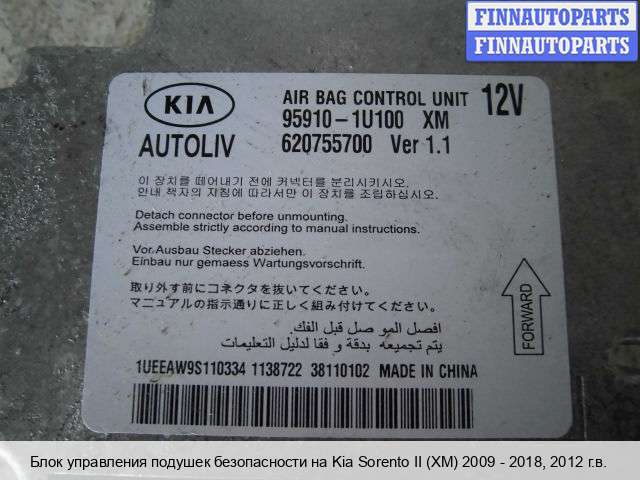 FINNAUTOPARTS
FINNAUTOPARTS
KIA
AUTOLIV
AIR BAG CONTROL UNIT 12V
95910-1U100 XM
620755700 Ver 1.1
이 장치를 떼어내기 전에 커넥터를 분리시키시오.
안내 책자의 지침에 따라서만 이 장치를 조립하십시오.
Detach connector before unmounting.
Assemble strictly according to manual instructions.
Vor Ausbau Stecker abziehen.
Einbau nur gemaess Wartungsvorschrift.
取り外す前にコネクタを抜いてください。
マニュアルの指示通りに正しく組み付けてください。
افصل الموصل قبل الفك.
يتم تجميعه بدقة و فقا لدليل التعليمات
FORWARD
1UEEAW9S110334 1138722 38110102 MADE IN CHINA
Блок управления подушек безопасности на Kia Sorento II (XM) 2009 - 2018, 2012 г.в.